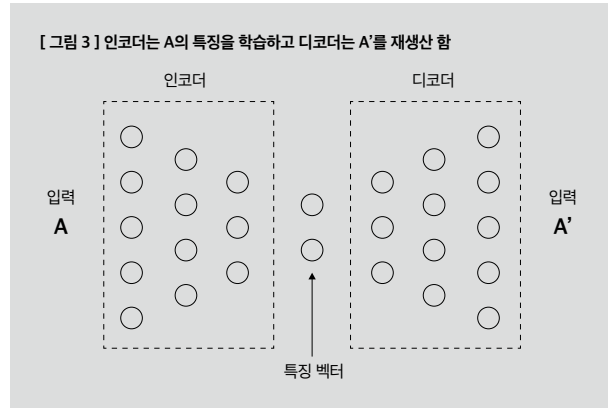 [ 그림 3 ] 인코더는 A의 특징을 학습하고 디코더는 A’를 재생산 함
인코더
디코더
입력
A
입력
A’
특징 벡터